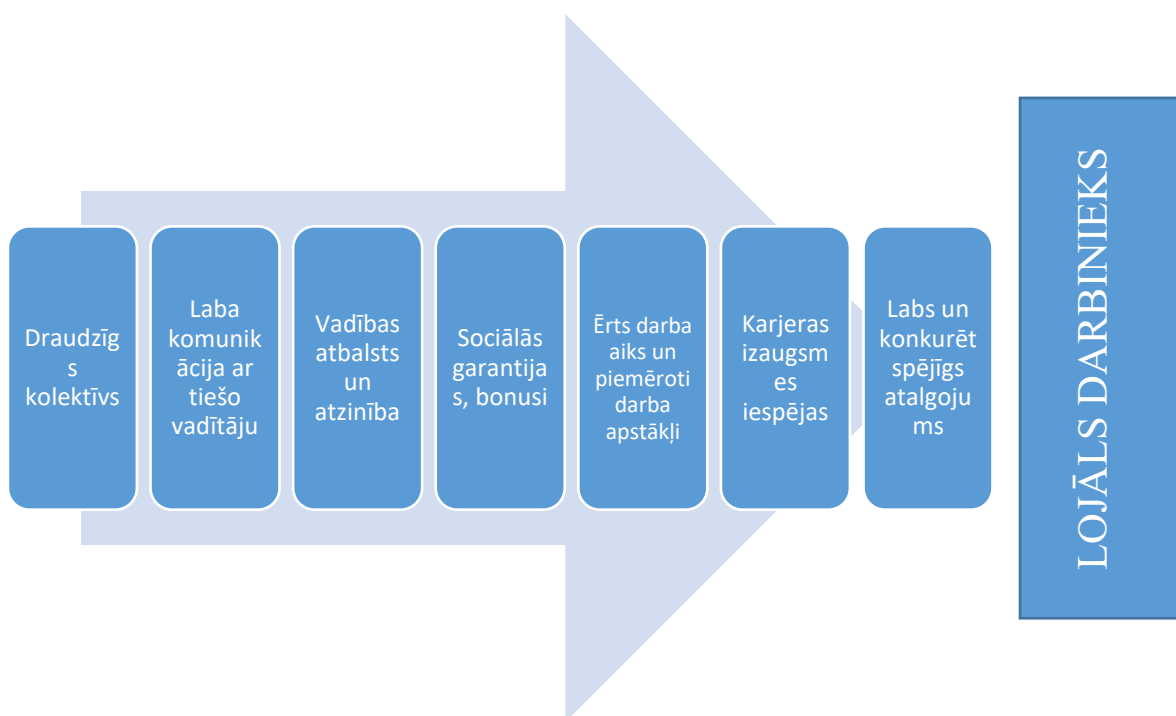 Draudzīg
s
kolektīvs
Laba
komunik
ācija ar
tiešo
vadītāju
Vadības
atbalsts
un
atzinība
Sociālās
garantija
s, bonusi
Ērts darba
aiks un
piemēroti
darba
apstākļi
Karjeras
izaugsm
es
iespējas
Labs un
konkurēt
spējīgs
atalgoju
ms
LOJĀLS DARBINIEKS